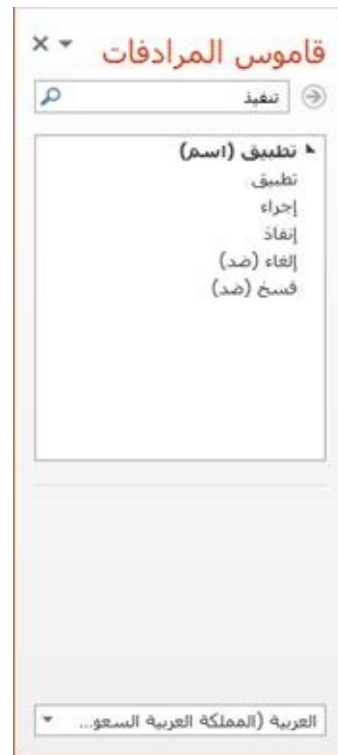 قاموس المرادفات
تنفيذ
تطبيق (اسم)
تطبيق
إجراء
إنفاذ
إلغاء (ضد)
فسخ (ضد)
العربية (المملكة العربية السعو...